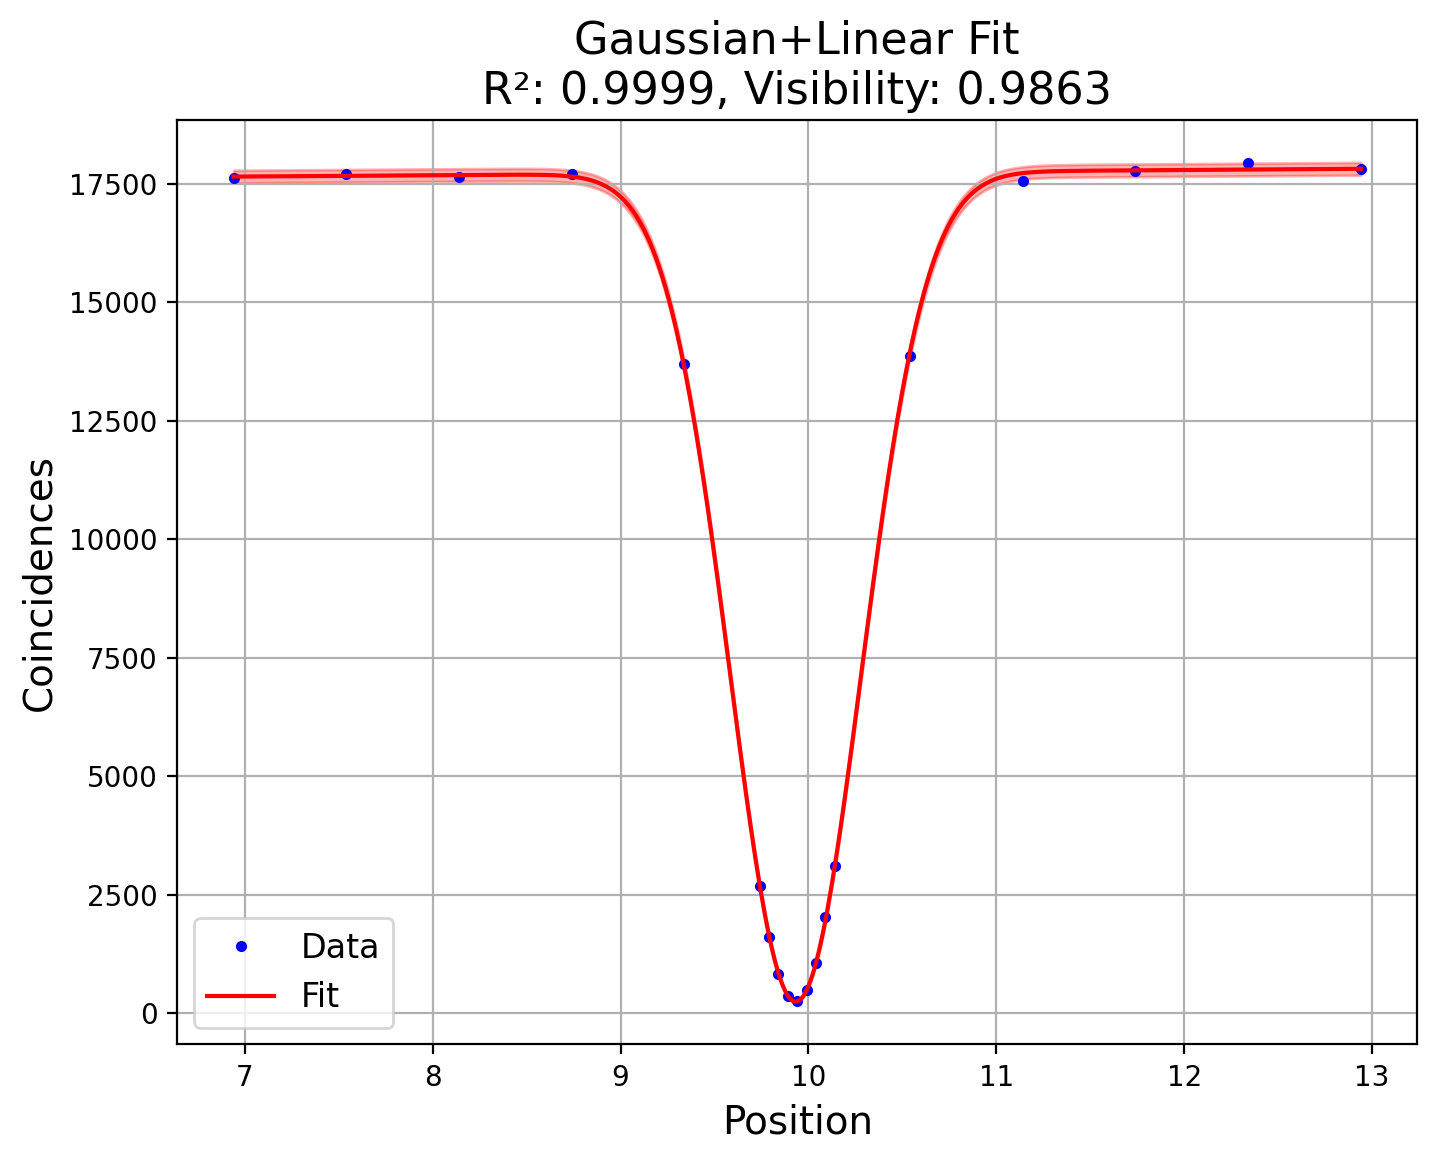 Gaussian+Linear Fit
R²: 0.9999, Visibility: 0.9863
17500
15000
12500
10000
7500
5000
2500
0
Coincidences
Data
Fit
7 8 9 10 11 12 13
Position